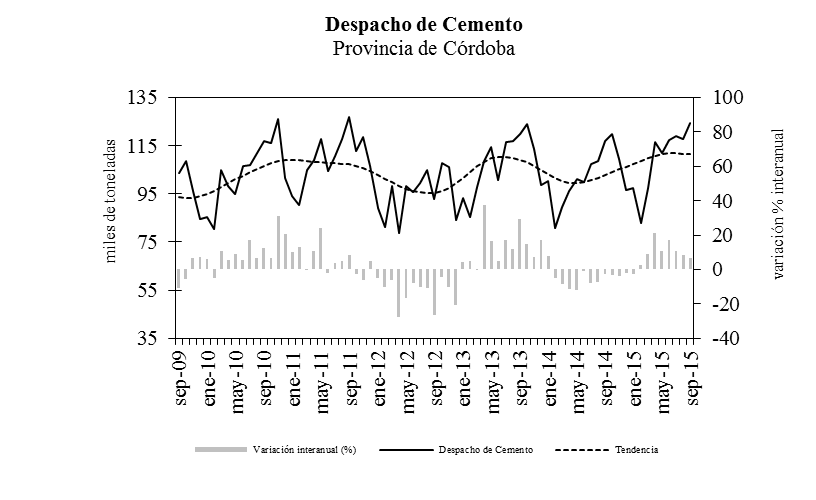 Despacho de Cemento
Provincia de Córdoba
miles de toneladas
135
115
95
75
55
35
100
80
60
40
20
0
-20
-40
variación % interanual
sep-09
ene-10
may-10
sep-10
ene-11
may-11
sep-11
ene-12
may-12
sep-12
ene-13
may-13
sep-13
ene-14
may-14
sep-14
ene-15
may-15
sep-15
Variación interanual (%) Despacho de Cemento Tendencia